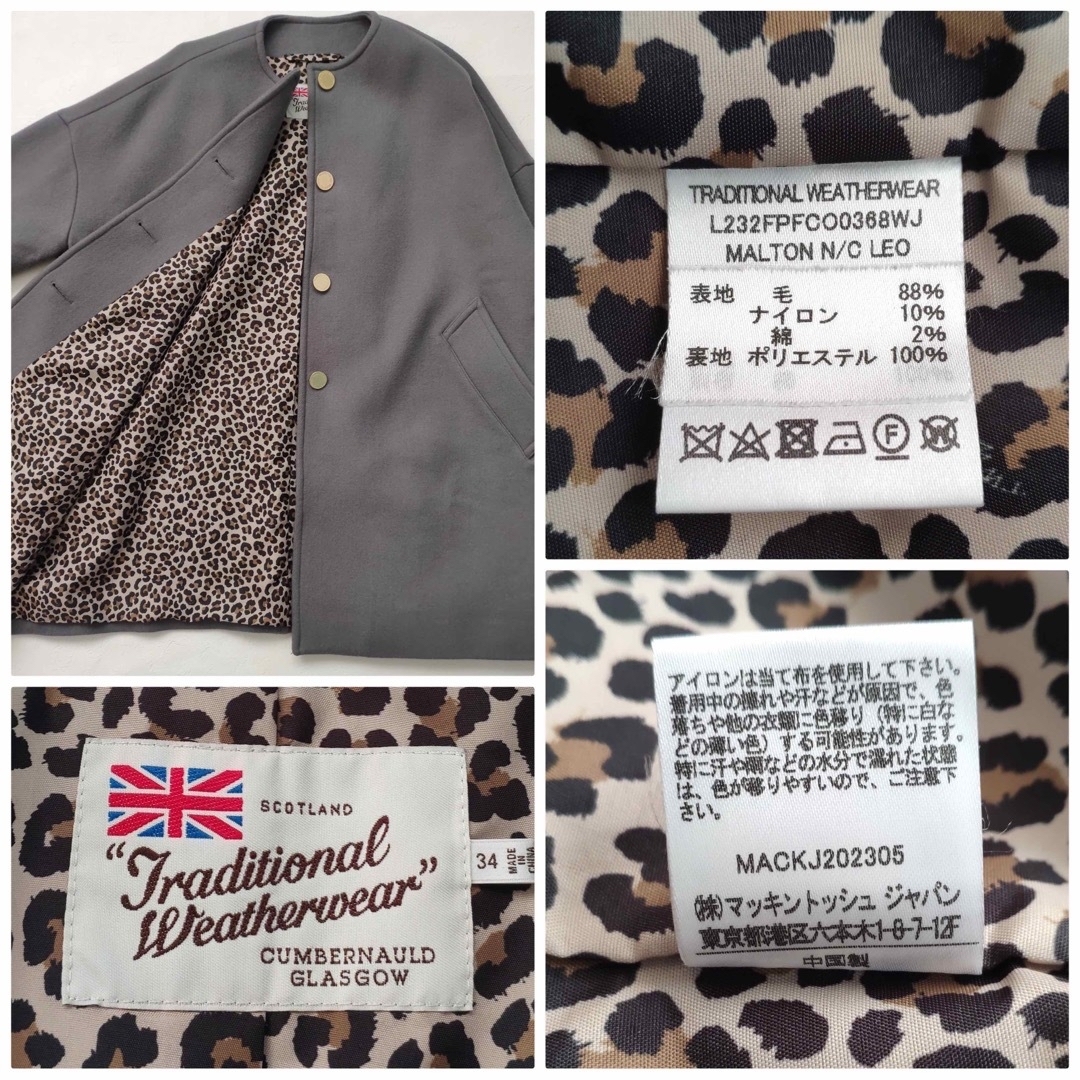 TRADITIONAL WEATHERWEAR
L232FPFCO0368WJ
MALTON N/C LEO
表地 毛 88%
ナイロン 10%
綿 2%
裏地 ポリエステル 100%
F
W
SCOTLAND
"Traditional
Weatherwear"
CUMBERNAULD
GLASGOW
34
MADE
IN
CHINA
アイロンは当て布を使用して下さい。
着用中の擦れや汗などが原因で、色
落ちや他の衣類に色移り(特に白な
どの薄い色)する可能性があります。
特に汗や雨などの水分で濡れた状態
は、色が移りやすいので、ご注意下
さい。
MACKJ202305
(株)マッキントッシュ ジャパン
東京都港区六本木1-8-7-12F
中国製